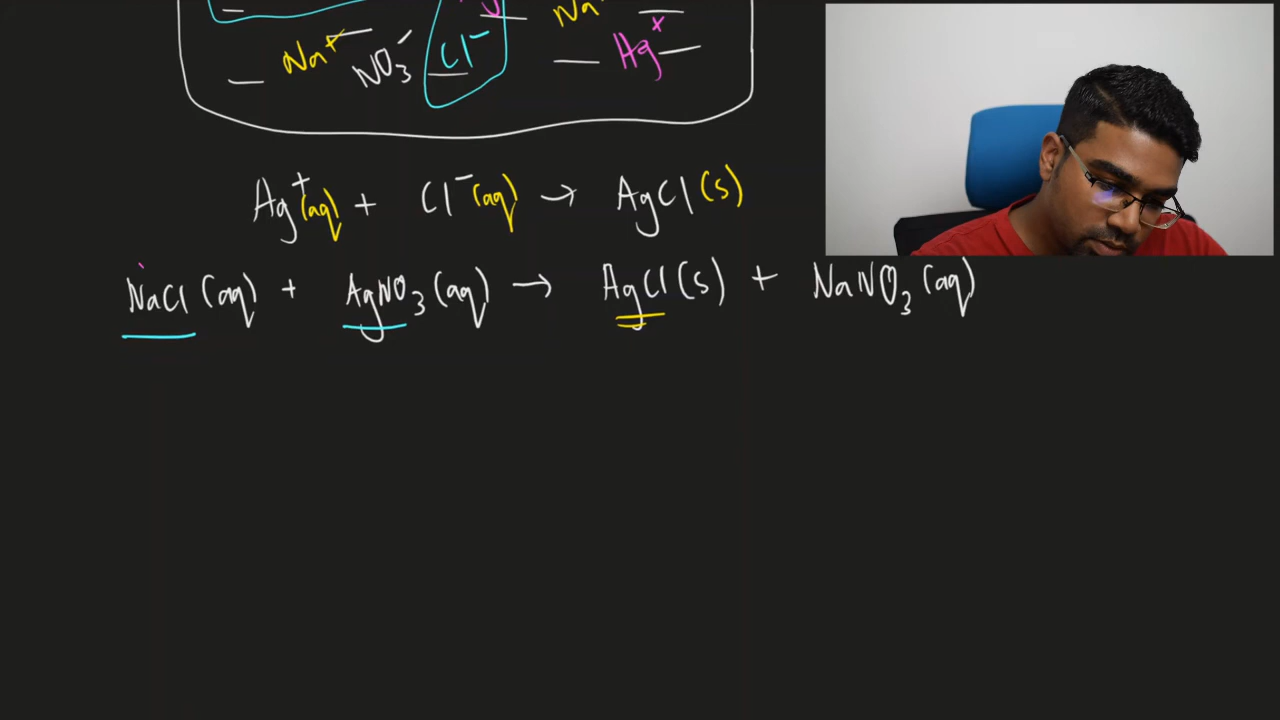 Na⁺
Na⁺ NO₃⁻ Cl⁻ Ag⁺
Ag⁺(aq) + Cl⁻(aq) → AgCl(s)
NaCl(aq) + AgNO₃(aq) → AgCl(s) + NaNO₃(aq)